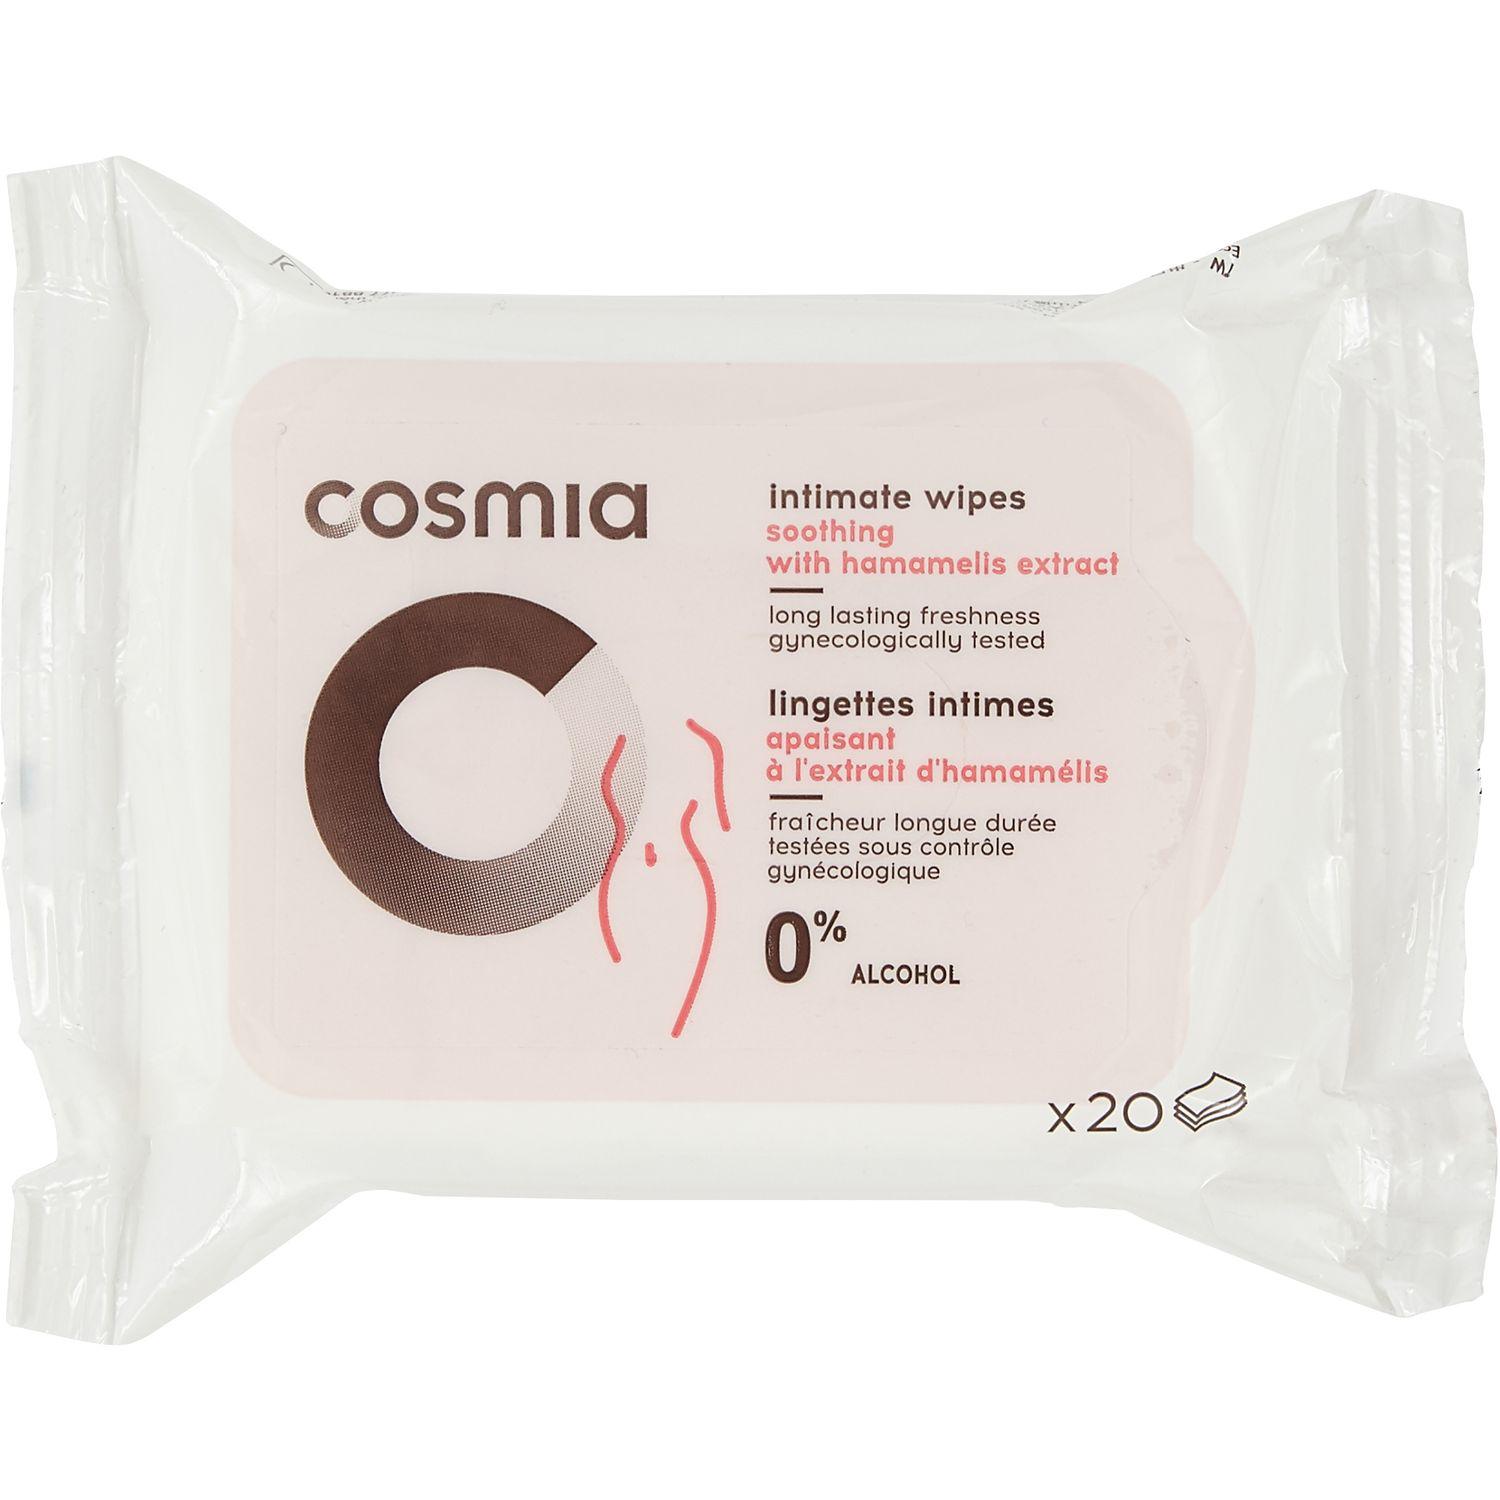 cosmia
intimate wipes
soothing
with hamamelis extract
long lasting freshness
gynecologically tested
lingettes intimes
apaisant
à l'extrait d'hamamélis
fraîcheur longue durée
testées sous contrôle
gynécologique
0%
ALCOHOL
x20